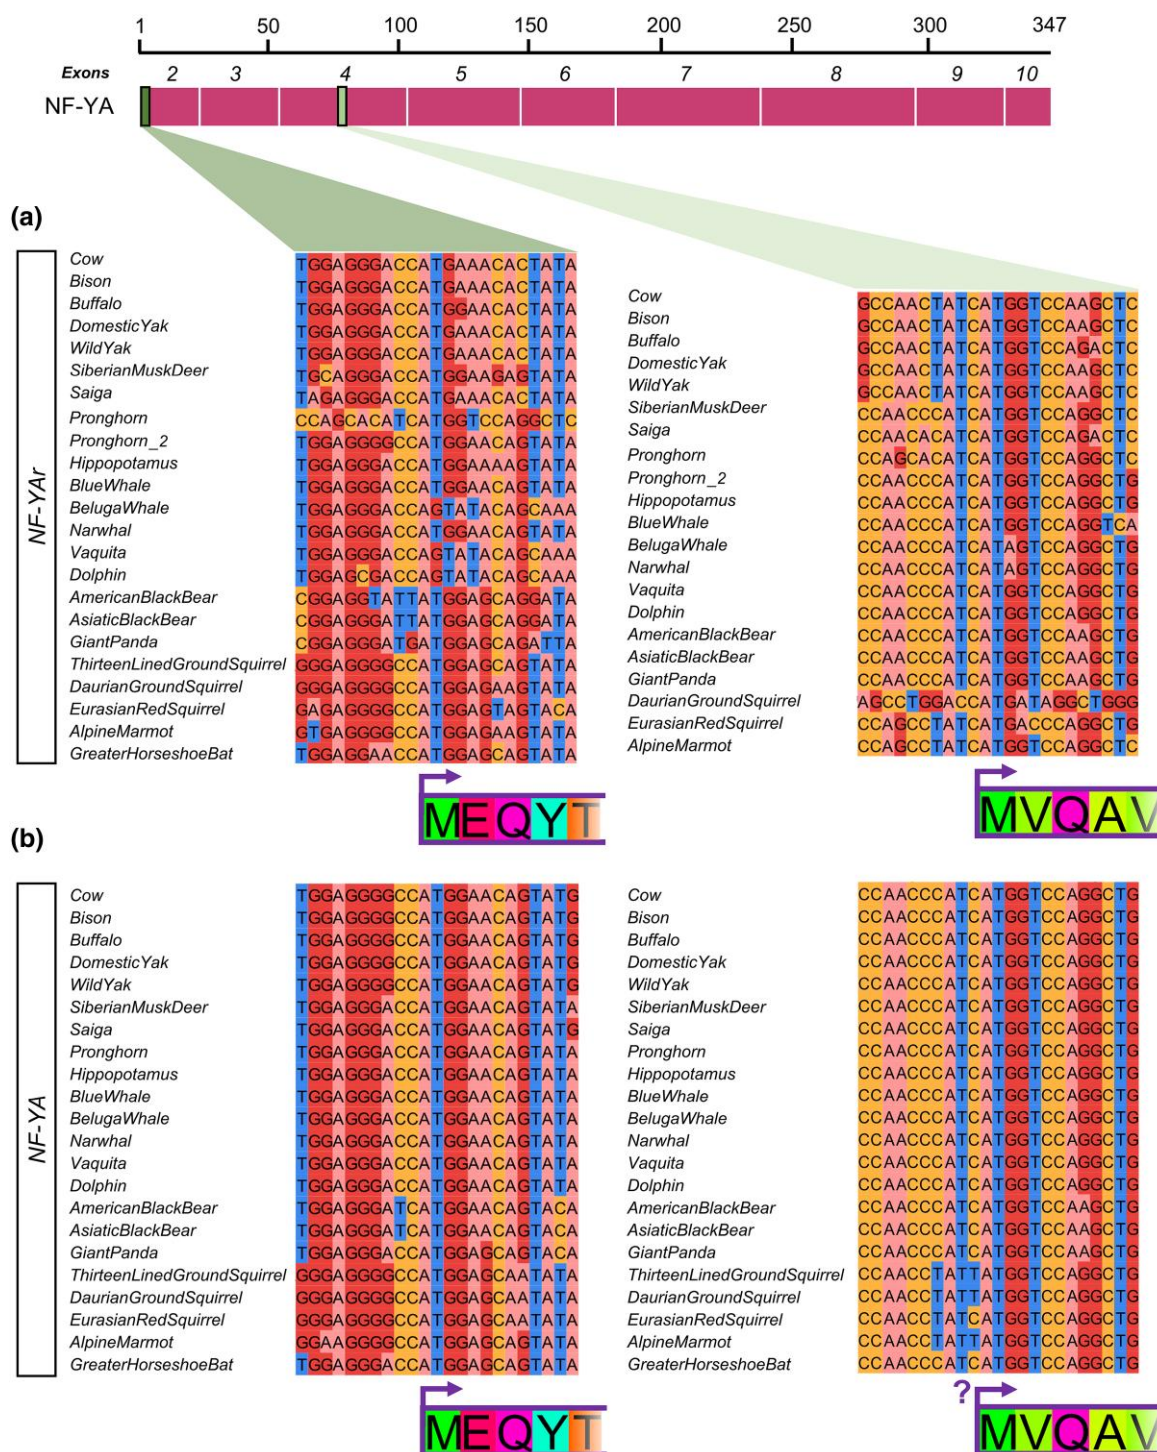 1 50 100 150 200 250 300 347
Exons 2 3 4 5 6 7 8 9 10
NF-YA
(a)
NF-YAr
Cow TGGAGGGACCATGAAACACTATA
Bison TGGAGGGACCATGAAACACTATA
Buffalo TGGAGGGACCATGGAACACTATA
DomesticYak TGGAGGGACCATGAAACACTATA
WildYak TGGAGGGACCATGAAACACTATA
SiberianMuskDeer TGCAGGGACCATGGAAGAGTATA
Saiga TAGAGGGACCATGAAACACTATA
Pronghorn CCAGCACATCATGGTCCAGGCTC
Pronghorn_2 TGGAGGGGCCATGGAACAGTATA
Hippopotamus TGGAGGGACCATGGAAAAGTATA
BlueWhale TGGAGGGACCATGGAACAGTATA
BelugaWhale TGGAGGGACCAGTATACAGCAAA
Narwhal TGGAGGGACCATGGAACAGTATA
Vaquita TGGAGGGACCAGTATACAGCAAA
Dolphin TGGAGCGACCAGTATACAGCAAA
AmericanBlackBear CGGAGGTATTATGGAGCAGGATA
AsiaticBlackBear CGGAGGGATTATGGAGCAGGATA
GiantPanda CGGAGGGATGATGGAGCAGATTA
ThirteenLinedGroundSquirrel GGGAGGGGCCATGGAGCAGTATA
DaurianGroundSquirrel GGGAGGGGCCATGGAGAAGTATA
EurasianRedSquirrel GAGAGGGGCCATGGAGTAGTACA
AlpineMarmot GTGAGGGGCCATGGAGAAGTATA
GreaterHorseshoeBat TGGAGGAACCATGGAGCAGTATA
MEQYT
Cow GCCAACTATCATGGTCCAAGCTC
Bison GCCAACTATCATGGTCCAAGCTC
Buffalo GCCAACTATCATGGTCCAGACTC
DomesticYak GCCAACTATCATGGTCCAAGCTC
WildYak GCCAACTATCATGGTCCAAGCTC
SiberianMuskDeer CCAACCCATCATGGTCCAGGCTC
Saiga CCAACACATCATGGTCCAGACTC
Pronghorn CCAGCACATCATGGTCCAGGCTC
Pronghorn_2 CCAACCCATCATGGTCCAGGCTG
Hippopotamus CCAACCCATCATGGTCCAGGCTG
BlueWhale CCAACCCATCATGGTCCAGGTCA
BelugaWhale CCAACCCATCATAGTCCAGGCTG
Narwhal CCAACCCATCATAGTCCAGGCTG
Vaquita CCAACCCATCATGGTCCAGGCTG
Dolphin CCAACCCATCATGGTCCAGGCTG
AmericanBlackBear CCAACCCATCATGGTCCAAGCTG
AsiaticBlackBear CCAACCCATCATGGTCCAAGCTG
GiantPanda CCAACCCATCATGGTCCAAGCTG
DaurianGroundSquirrel AGCCTGGACCATGATAGGCTGGG
EurasianRedSquirrel CCAGCCTATCATGACCCAGGCTG
AlpineMarmot CCAGCCTATCATGGTCCAGGCTC
MVQAV
(b)
NF-YA
Cow TGGAGGGGCCATGGAACAGTATG
Bison TGGAGGGGCCATGGAACAGTATG
Buffalo TGGAGGGGCCATGGAACAGTATG
DomesticYak TGGAGGGGCCATGGAACAGTATG
WildYak TGGAGGGGCCATGGAACAGTATG
SiberianMuskDeer TGGAGGGACCATGGAACAGTATA
Saiga TGGAGGGGCCATGGAACAGTATG
Pronghorn TGGAGGGACCATGGAACAGTATA
Hippopotamus TGGAGGGACCATGGAACAGTATA
BlueWhale TGGAGGGACCATGGAACAGTATA
BelugaWhale TGGAGGGACCATGGAACAGTATA
Narwhal TGGAGGGACCATGGAACAGTATA
Vaquita TGGAGGGACCATGGAACAGTATA
Dolphin TGGAGGGACCATGGAACAGTATA
AmericanBlackBear TGGAGGGATCATGGAACAGTACA
AsiaticBlackBear TGGAGGGATCATGGAACAGTACA
GiantPanda TGGAGGGACCATGGAGCAGTACA
ThirteenLinedGroundSquirrel GGGAGGGGCCATGGAGCAATATA
DaurianGroundSquirrel GGGAGGGGCCATGGAGCAATATA
EurasianRedSquirrel GGGAGGGGCCATGGAGCAATATA
AlpineMarmot GGAAGGGGCCATGGAGCAGTATA
GreaterHorseshoeBat TGGAGGGACCATGGAGCAGTATA
MEQYT
Cow CCAACCCATCATGGTCCAGGCTG
Bison CCAACCCATCATGGTCCAGGCTG
Buffalo CCAACCCATCATGGTCCAGGCTG
DomesticYak CCAACCCATCATGGTCCAGGCTG
WildYak CCAACCCATCATGGTCCAGGCTG
SiberianMuskDeer CCAACCCATCATGGTCCAGGCTG
Saiga CCAACCCATCATGGTCCAGGCTG
Pronghorn CCAACCCATCATGGTCCAGGCTG
Hippopotamus CCAACCCATCATGGTCCAGGCTG
BlueWhale CCAACCCATCATGGTCCAGGCTG
BelugaWhale CCAACCCATCATGGTCCAGGCTG
Narwhal CCAACCCATCATGGTCCAGGCTG
Vaquita CCAACCCATCATGGTCCAGGCTG
Dolphin CCAACCCATCATGGTCCAGGCTG
AmericanBlackBear CCAACCCATCATGGTCCAAGCTG
AsiaticBlackBear CCAACCCATCATGGTCCAAGCTG
GiantPanda CCAACCCATCATGGTCCAAGCTG
ThirteenLinedGroundSquirrel CCAACCTATTATGGTCCAGGCTG
DaurianGroundSquirrel CCAACCTATTATGGTCCAGGCTG
EurasianRedSquirrel CCAACCTATCATGGTCCAGGCTG
AlpineMarmot CCAACCTATTATGGTCCAGGCTG
GreaterHorseshoeBat CCAACCCATCATGGTCCAGGCTG
?
MVQAV